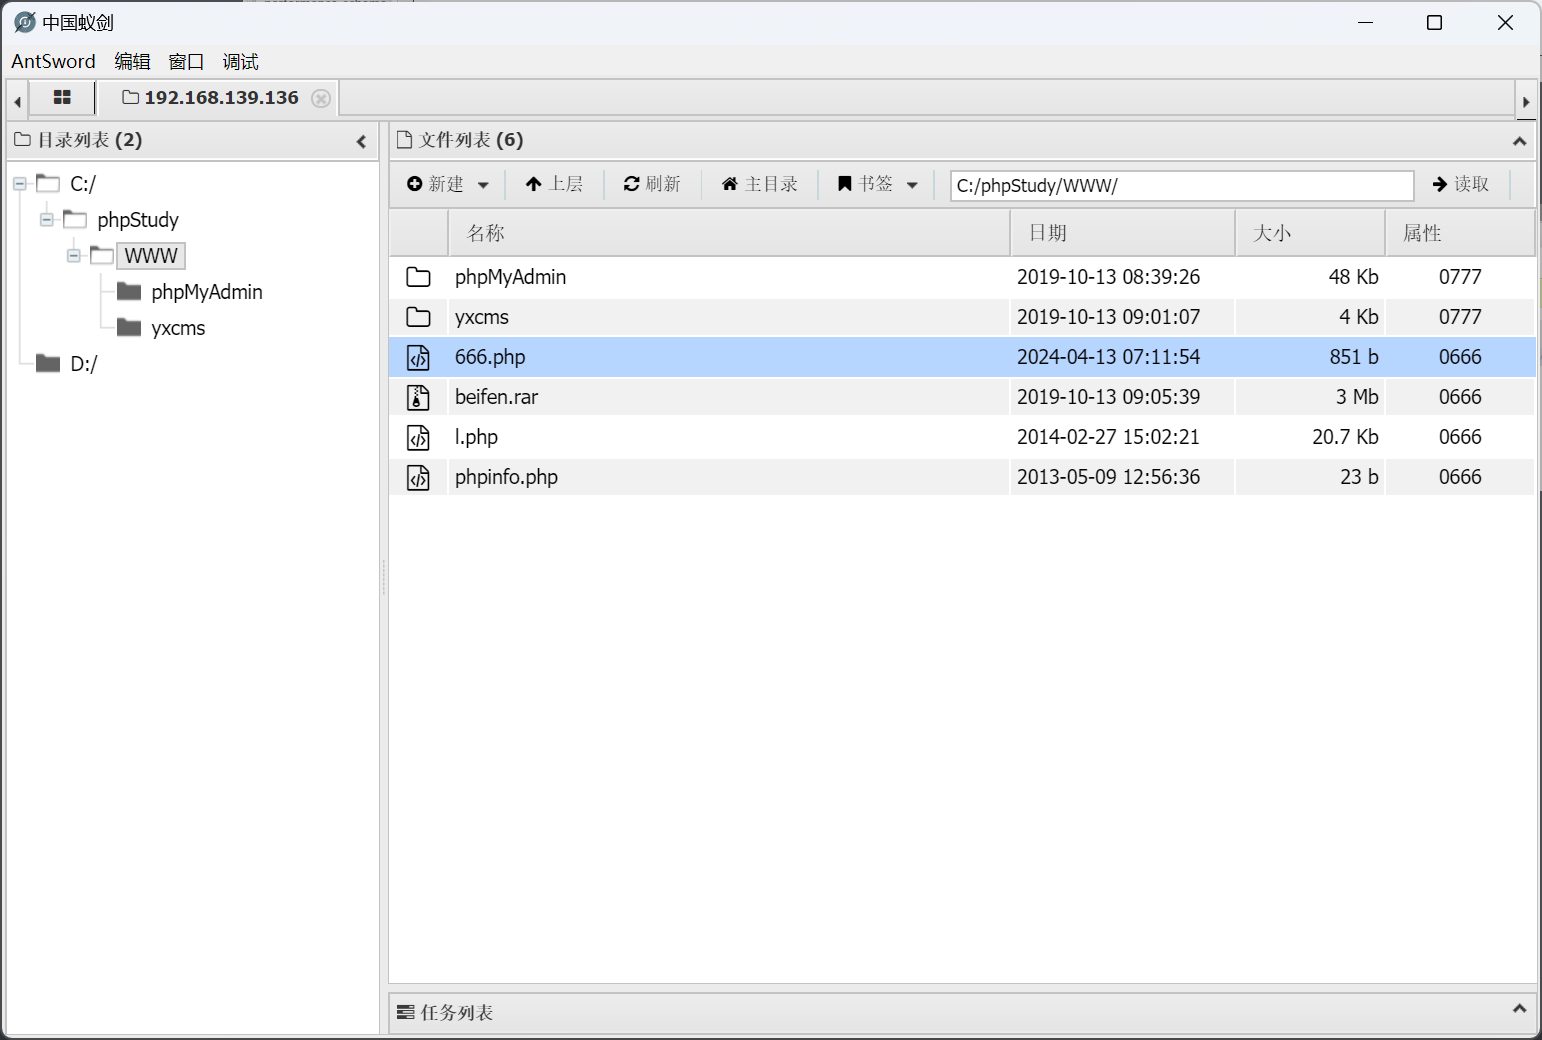 中国蚁剑
AntSword 编辑 窗口 调试
192.168.139.136
目录列表 (2)
C:/
phpStudy
WWW
phpMyAdmin
yxcms
D:/
文件列表 (6)
新建 上层 刷新 主目录 书签 C:/phpStudy/WWW/ 读取
名称 日期 大小 属性
phpMyAdmin 2019-10-13 08:39:26 48 Kb 0777
yxcms 2019-10-13 09:01:07 4 Kb 0777
666.php 2024-04-13 07:11:54 851 b 0666
beifen.rar 2019-10-13 09:05:39 3 Mb 0666
l.php 2014-02-27 15:02:21 20.7 Kb 0666
phpinfo.php 2013-05-09 12:56:36 23 b 0666
任务列表